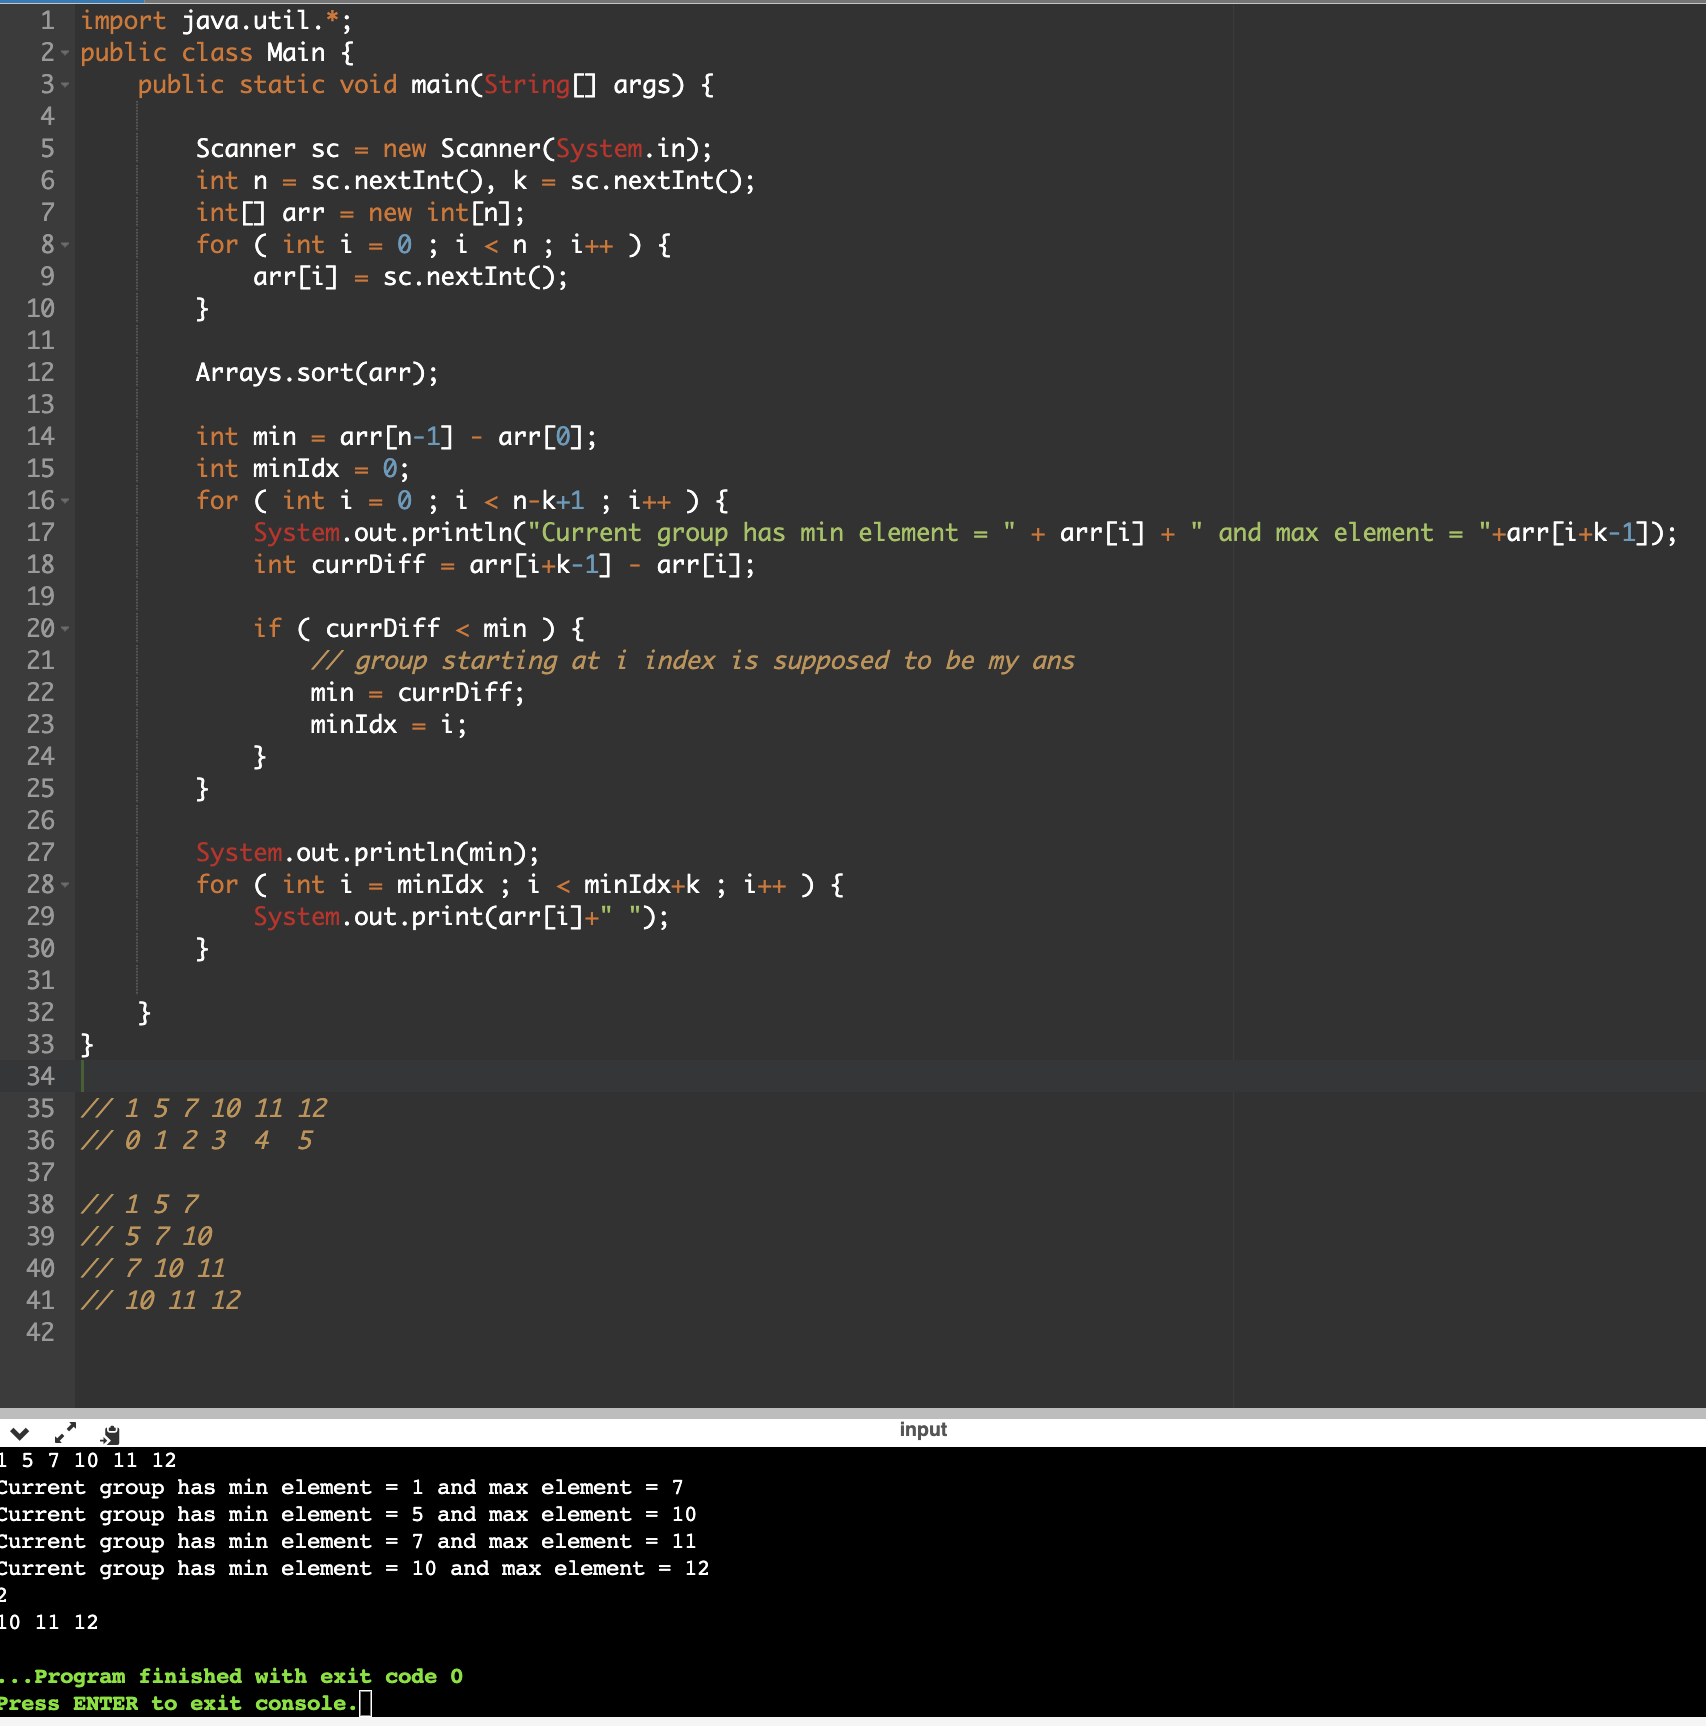 1 import java.util.*;
2 public class Main {
3     public static void main(String[] args) {
4
5         Scanner sc = new Scanner(System.in);
6         int n = sc.nextInt(), k = sc.nextInt();
7         int[] arr = new int[n];
8         for ( int i = 0 ; i < n ; i++ ) {
9             arr[i] = sc.nextInt();
10         }
11
12         Arrays.sort(arr);
13
14         int min = arr[n-1] - arr[0];
15         int minIdx = 0;
16         for ( int i = 0 ; i < n-k+1 ; i++ ) {
17             System.out.println("Current group has min element = " + arr[i] + " and max element = "+arr[i+k-1]);
18             int currDiff = arr[i+k-1] - arr[i];
19
20             if ( currDiff < min ) {
21                 // group starting at i index is supposed to be my ans
22                 min = currDiff;
23                 minIdx = i;
24             }
25         }
26
27         System.out.println(min);
28         for ( int i = minIdx ; i < minIdx+k ; i++ ) {
29             System.out.print(arr[i]+" ");
30         }
31
32     }
33 }
34
35 // 1 5 7 10 11 12
36 // 0 1 2 3  4  5
37
38 // 1 5 7
39 // 5 7 10
40 // 7 10 11
41 // 10 11 12
42
input
1 5 7 10 11 12
Current group has min element = 1 and max element = 7
Current group has min element = 5 and max element = 10
Current group has min element = 7 and max element = 11
Current group has min element = 10 and max element = 12
2
10 11 12
...Program finished with exit code 0
Press ENTER to exit console.